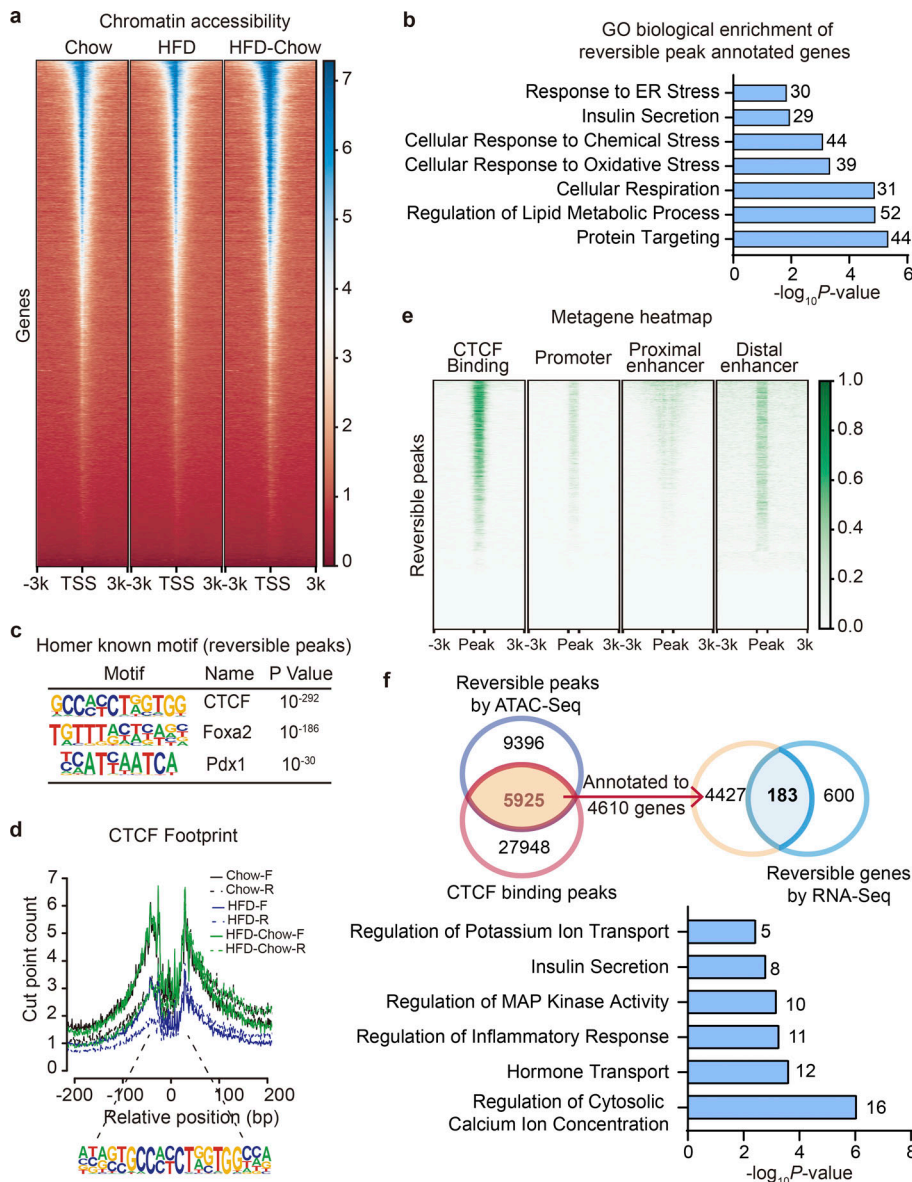 a
Chromatin accessibility
Chow
HFD
HFD-Chow
7
6
5
4
3
2
1
0
Genes
-3k TSS 3k-3k TSS 3k-3k TSS 3k
b
GO biological enrichment of
reversible peak annotated genes
Response to ER Stress 30
Insulin Secretion 29
Cellular Response to Chemical Stress 44
Cellular Response to Oxidative Stress 39
Cellular Respiration 31
Regulation of Lipid Metabolic Process 52
Protein Targeting 44
0 2 4 6
-log10P-value
c
Homer known motif (reversible peaks)
Motif Name P Value
CTCF 10-292
Foxa2 10-186
Pdx1 10-30
d
CTCF Footprint
Cut point count
7
6
5
4
3
2
1
0
Chow-F
Chow-R
HFD-F
HFD-R
HFD-Chow-F
HFD-Chow-R
-200 -100 0 100 200
Relative position (bp)
e
Metagene heatmap
CTCF
Binding
Promoter
Proximal
enhancer
Distal
enhancer
1.0
0.8
0.6
0.4
0.2
0.0
Reversible peaks
-3k Peak 3k-3k Peak 3k-3k Peak 3k-3k Peak 3k
f
Reversible peaks
by ATAC-Seq
9396
5925
27948
CTCF binding peaks
Annotated to
4610 genes
4427
183
600
Reversible genes
by RNA-Seq
Regulation of Potassium Ion Transport 5
Insulin Secretion 8
Regulation of MAP Kinase Activity 10
Regulation of Inflammatory Response 11
Hormone Transport 12
Regulation of Cytosolic
Calcium Ion Concentration 16
0 2 4 6 8
-log10P-value